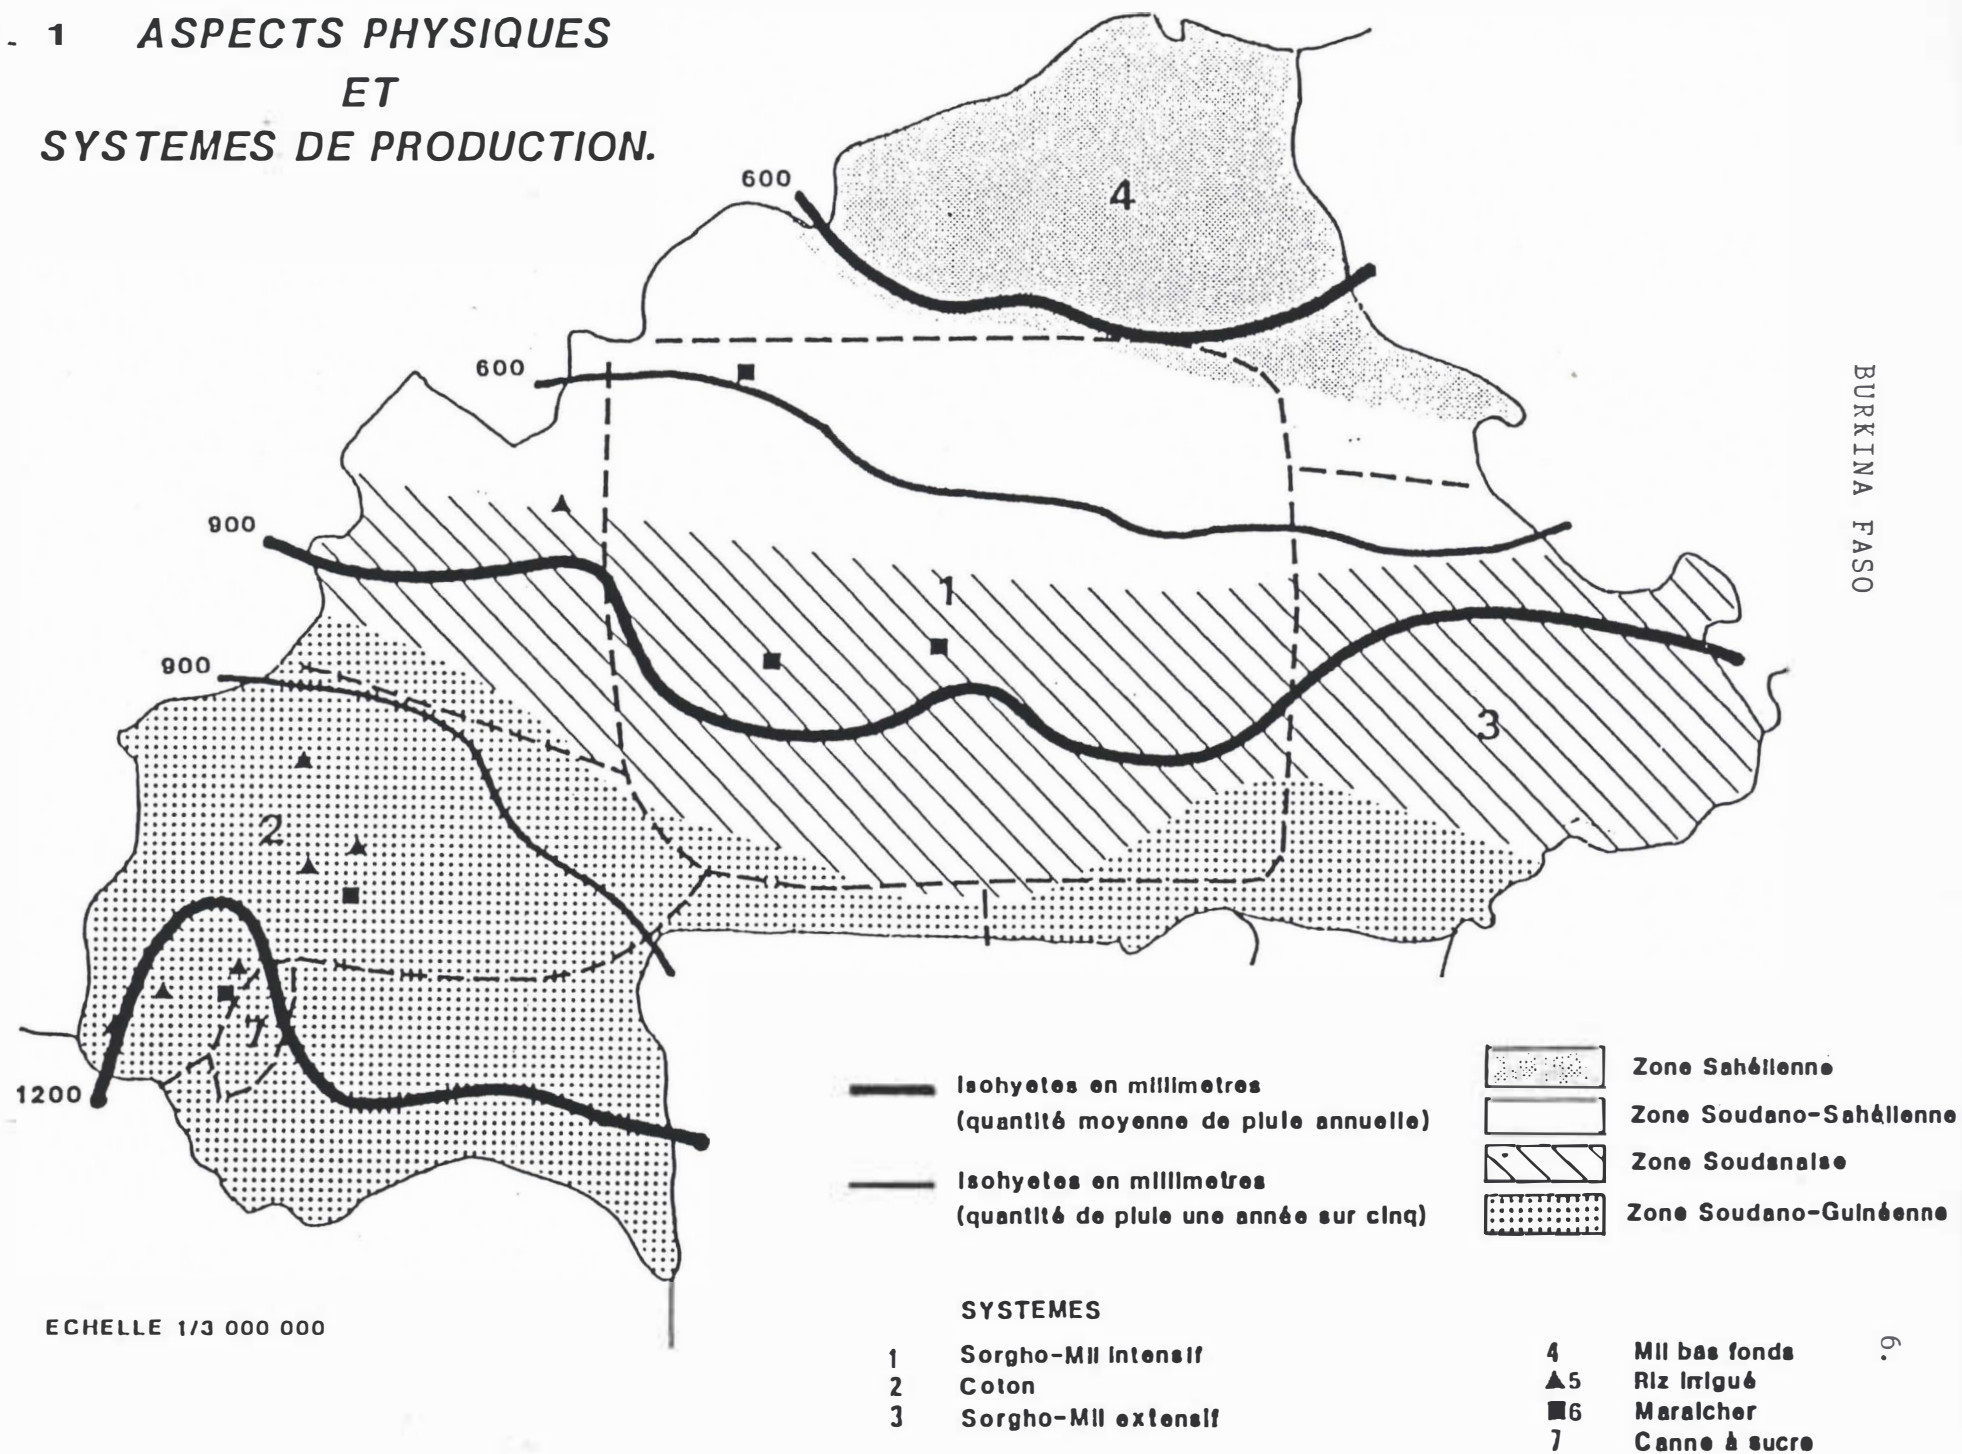 . 1 ASPECTS PHYSIQUES
ET
SYSTEMES DE PRODUCTION.
600
4
600
900
1
900
3
2
7
1200
BURKINA FASO
Isohyetes en millimetres
(quantité moyenne de pluie annuelle)
Isohyetes en millimetres
(quantité de pluie une année sur cinq)
Zone Sahélienne
Zone Soudano-Sahélienne
Zone Soudanaise
Zone Soudano-Guinéenne
ECHELLE 1/3 000 000
SYSTEMES
1 Sorgho-Mil intensif
2 Coton
3 Sorgho-Mil extensif
4 Mil bas fonds
▲5 Riz irrigué
■6 Maraicher
7 Canne à sucre
6.